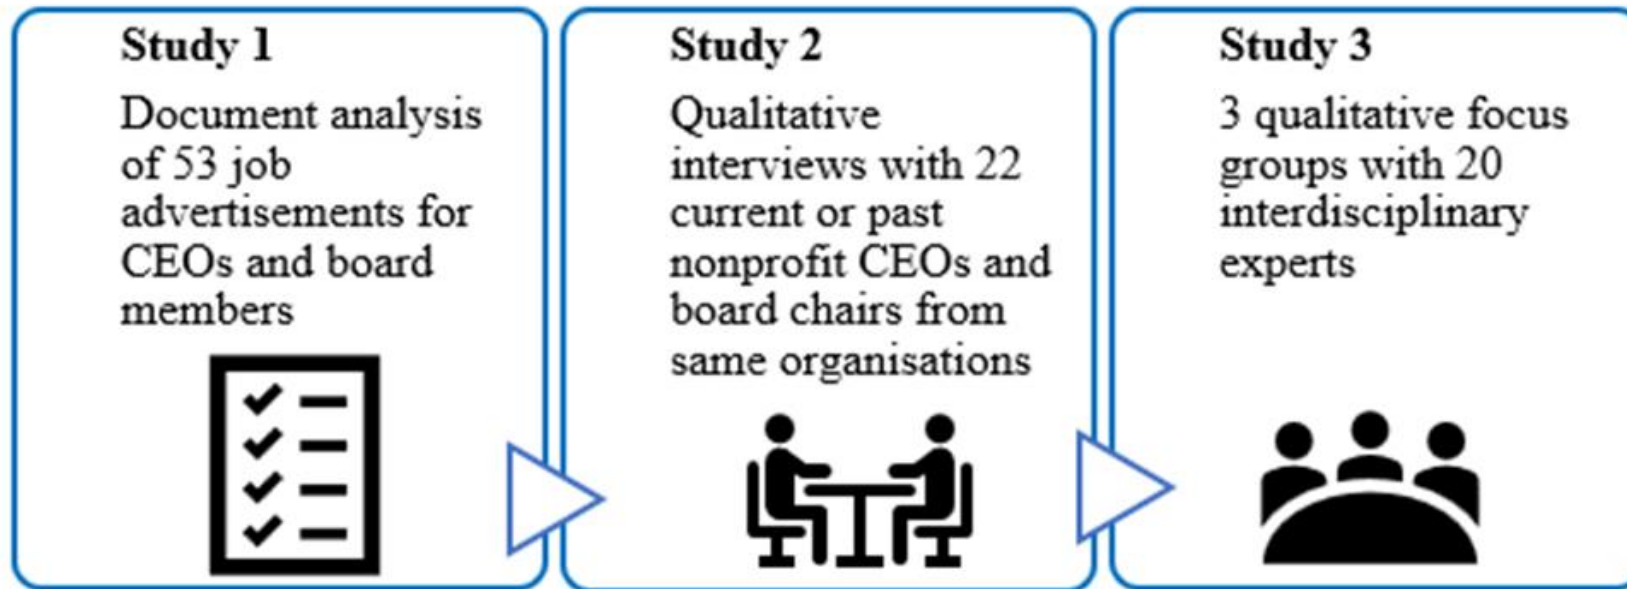 Study 1
Document analysis
of 53 job
advertisements for
CEOs and board
members
Study 2
Qualitative
interviews with 22
current or past
nonprofit CEOs and
board chairs from
same organisations
Study 3
3 qualitative focus
groups with 20
interdisciplinary
experts